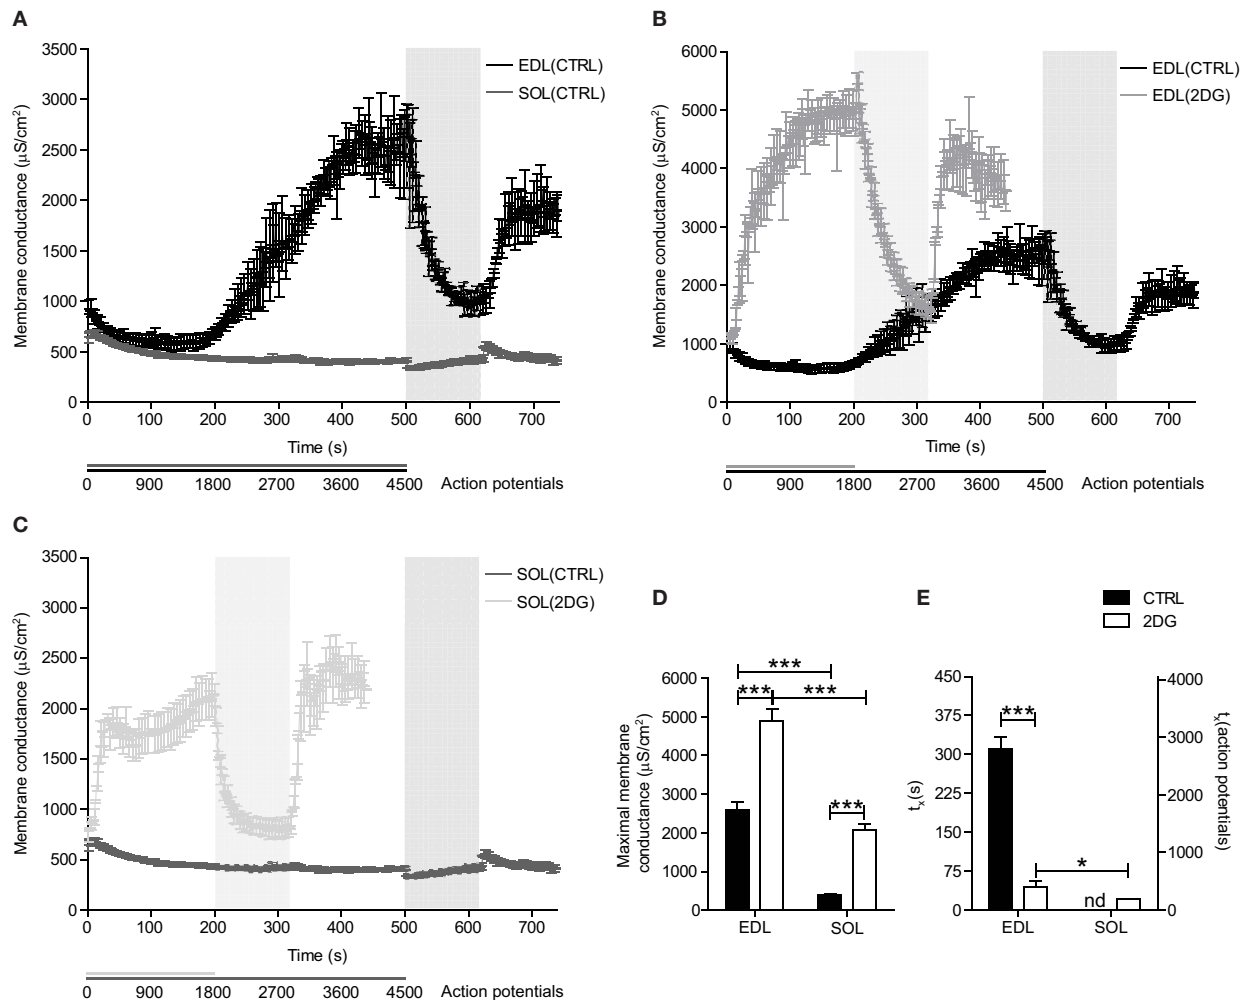 A
3500
3000
2500
2000
1500
1000
500
0
Membrane conductance (µS/cm²)
EDL(CTRL)
SOL(CTRL)
0 100 200 300 400 500 600 700
Time (s)
0 900 1800 2700 3600 4500 Action potentials
B
6000
5000
4000
3000
2000
1000
0
Membrane conductance (µS/cm²)
EDL(CTRL)
EDL(2DG)
0 100 200 300 400 500 600 700
Time (s)
0 900 1800 2700 3600 4500 Action potentials
C
3500
3000
2500
2000
1500
1000
500
0
Membrane conductance (µS/cm²)
SOL(CTRL)
SOL(2DG)
0 100 200 300 400 500 600 700
Time (s)
0 900 1800 2700 3600 4500 Action potentials
D
***
*** ***
***
6000
5000
4000
3000
2000
1000
0
Maximal membrane
conductance (µS/cm²)
EDL SOL
E
CTRL
2DG
450
375
300
225
150
75
0
tx(s)
***
*
nd
4000
3000
2000
1000
0
tx(action potentials)
EDL SOL